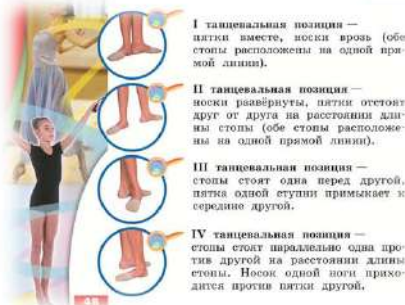 I танцевальная позиция —
пятки вместе, носки врозь (обе
стопы расположены на одной пря-
мой линии).
II танцевальная позиция —
носки развёрнуты, пятки отстоят
друг от друга на расстоянии дли-
ны стопы (обе стопы расположе-
ны на одной прямой линии).
III танцевальная позиция —
стопы стоят одна перед другой,
пятка одной ступни примыкает к
середине другой.
IV танцевальная позиция —
стопы стоят параллельно одна про-
тив другой на расстоянии длины
стопы. Носок одной ноги прихо-
дится против пятки другой.